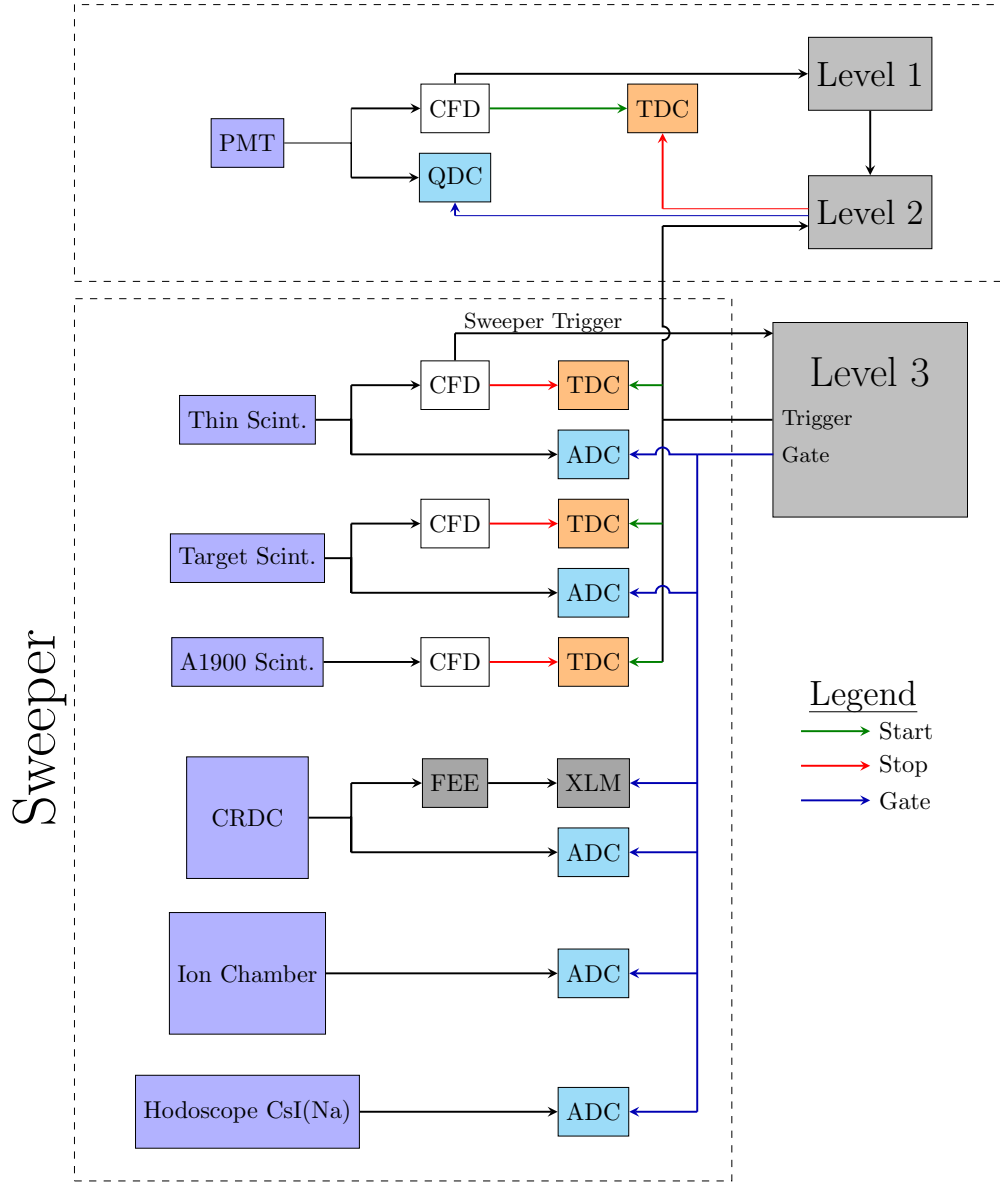 Level 1
CFD
TDC
PMT
QDC
Level 2
Sweeper Trigger
Level 3
CFD
TDC
Thin Scint.
Trigger
ADC
Gate
CFD
TDC
Target Scint.
ADC
A1900 Scint.
CFD
TDC
Sweeper
Legend
Start
Stop
Gate
FEE
XLM
CRDC
ADC
Ion Chamber
ADC
Hodoscope CsI(Na)
ADC